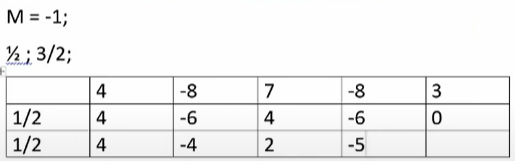 M = -1;
½ ; 3/2;
4 -8 7 -8 3
1/2 4 -6 4 -6 0
1/2 4 -4 2 -5